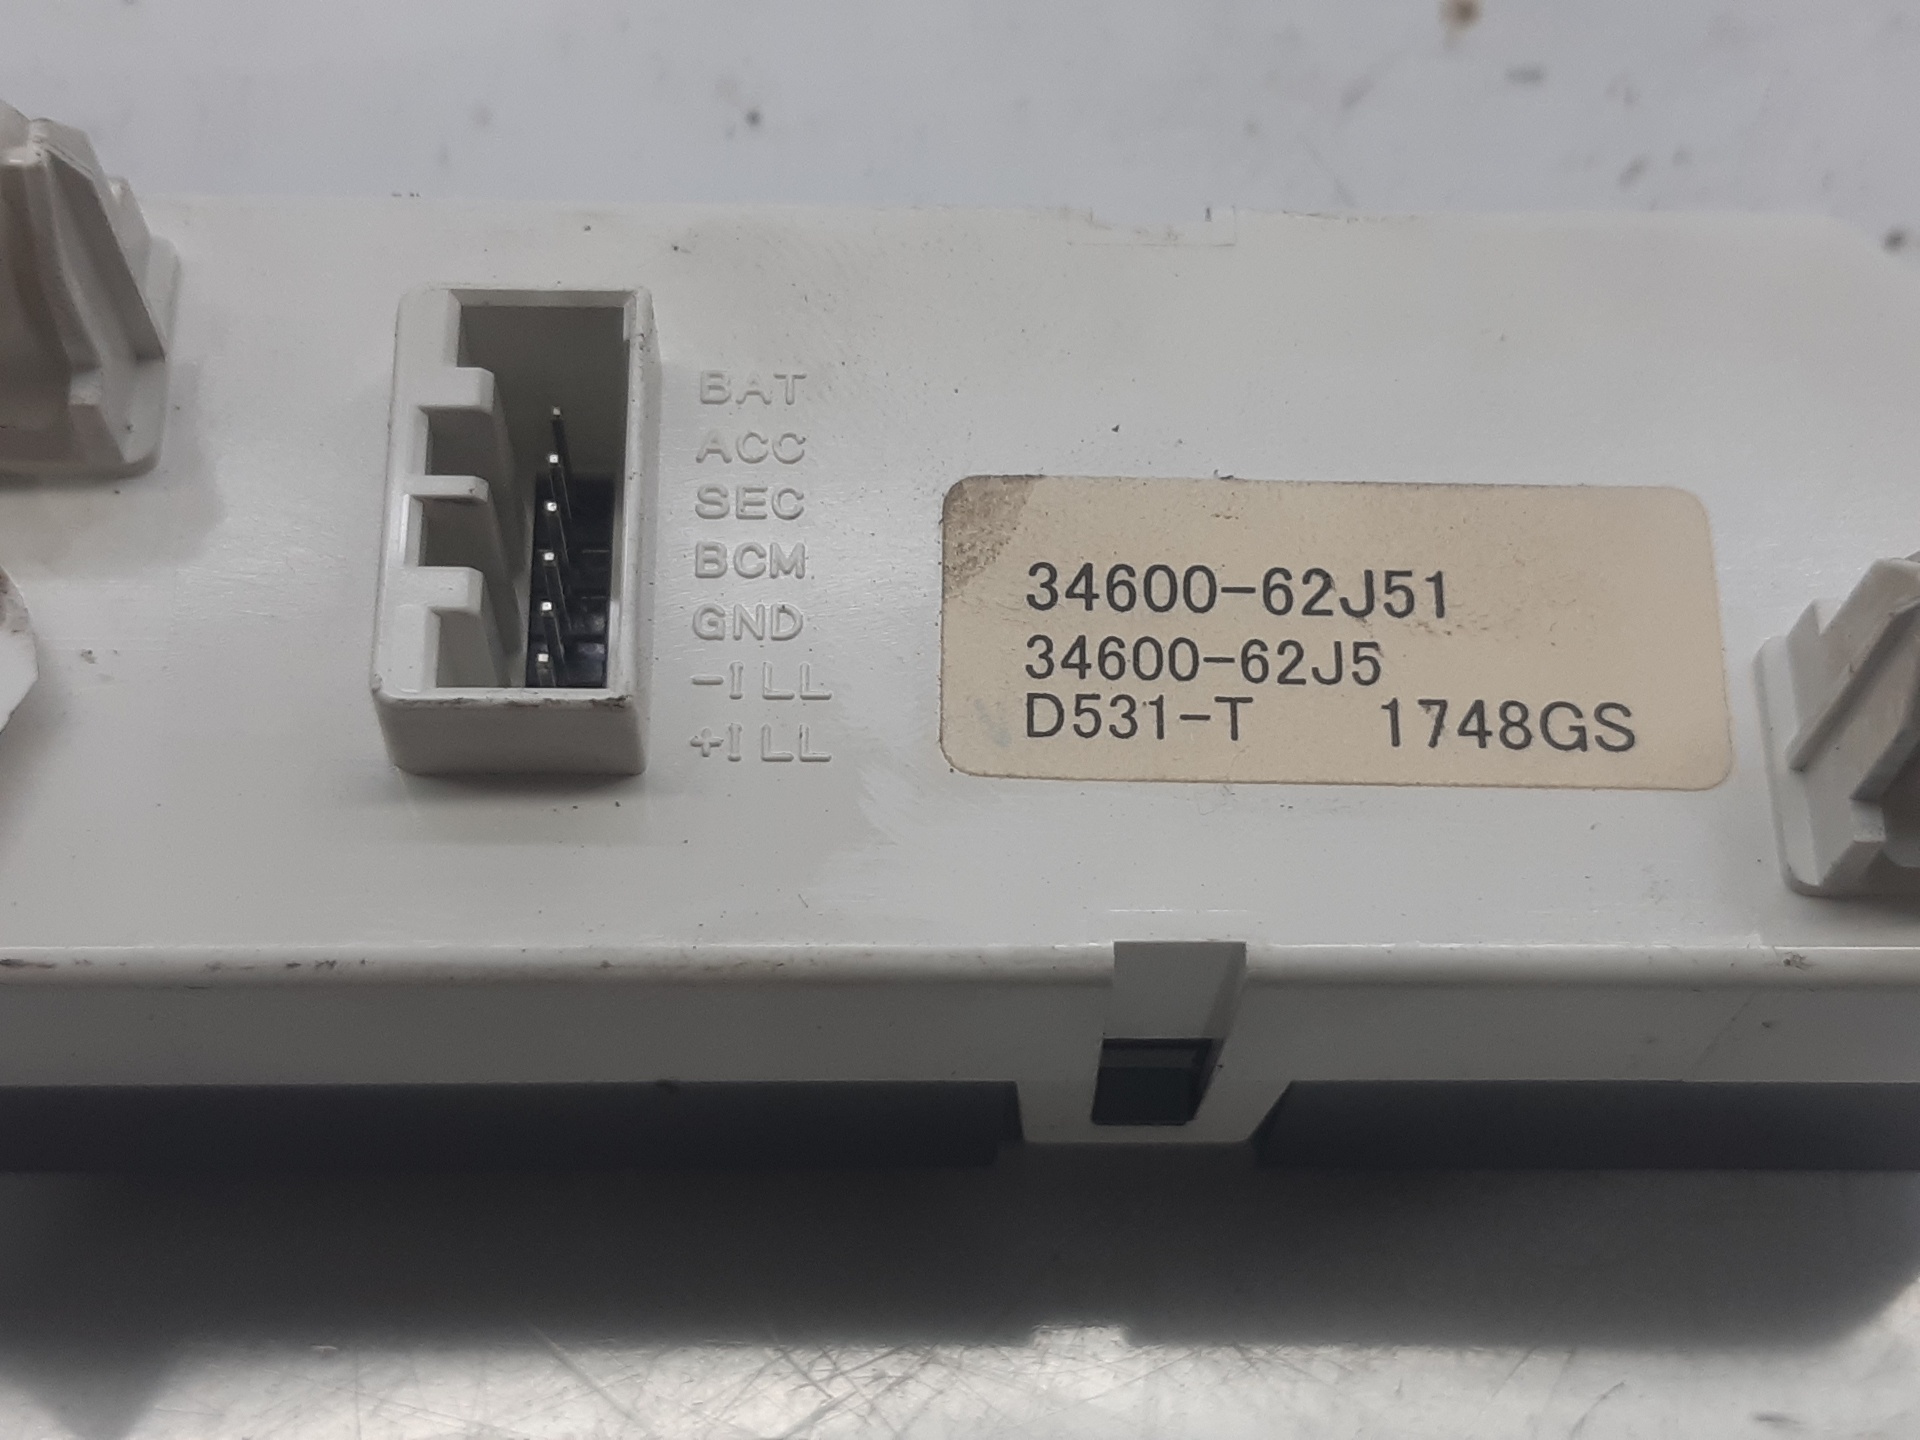 BAT
ACC
SEC
BCM
GND
-ILL
+ILL
34600-62J51
34600-62J5
D531-T 1748GS